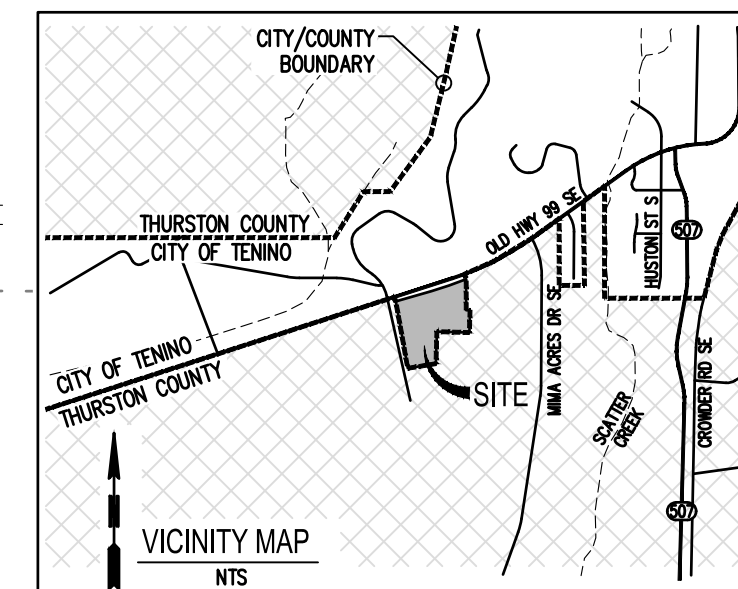 CITY/COUNTY
BOUNDARY
THURSTON COUNTY
CITY OF TENINO
OLD HWY 99 SE
HUSTON ST S
507
MIMA ACRES DR SE
CITY OF TENINO
THURSTON COUNTY
SITE
SCATTER
CREEK
CROWDER RD SE
507
VICINITY MAP
NTS